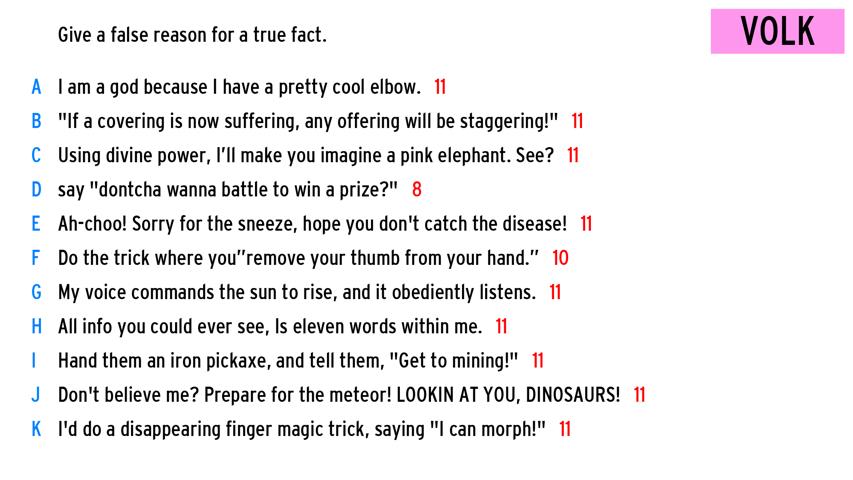 Give a false reason for a true fact.
VOLK
A I am a god because I have a pretty cool elbow. 11
B "If a covering is now suffering, any offering will be staggering!" 11
C Using divine power, I'll make you imagine a pink elephant. See? 11
D say "dontcha wanna battle to win a prize?" 8
E Ah-choo! Sorry for the sneeze, hope you don't catch the disease! 11
F Do the trick where you”remove your thumb from your hand.” 10
G My voice commands the sun to rise, and it obediently listens. 11
H All info you could ever see, Is eleven words within me. 11
I Hand them an iron pickaxe, and tell them, "Get to mining!" 11
J Don't believe me? Prepare for the meteor! LOOKIN AT YOU, DINOSAURS! 11
K I'd do a disappearing finger magic trick, saying "I can morph!" 11